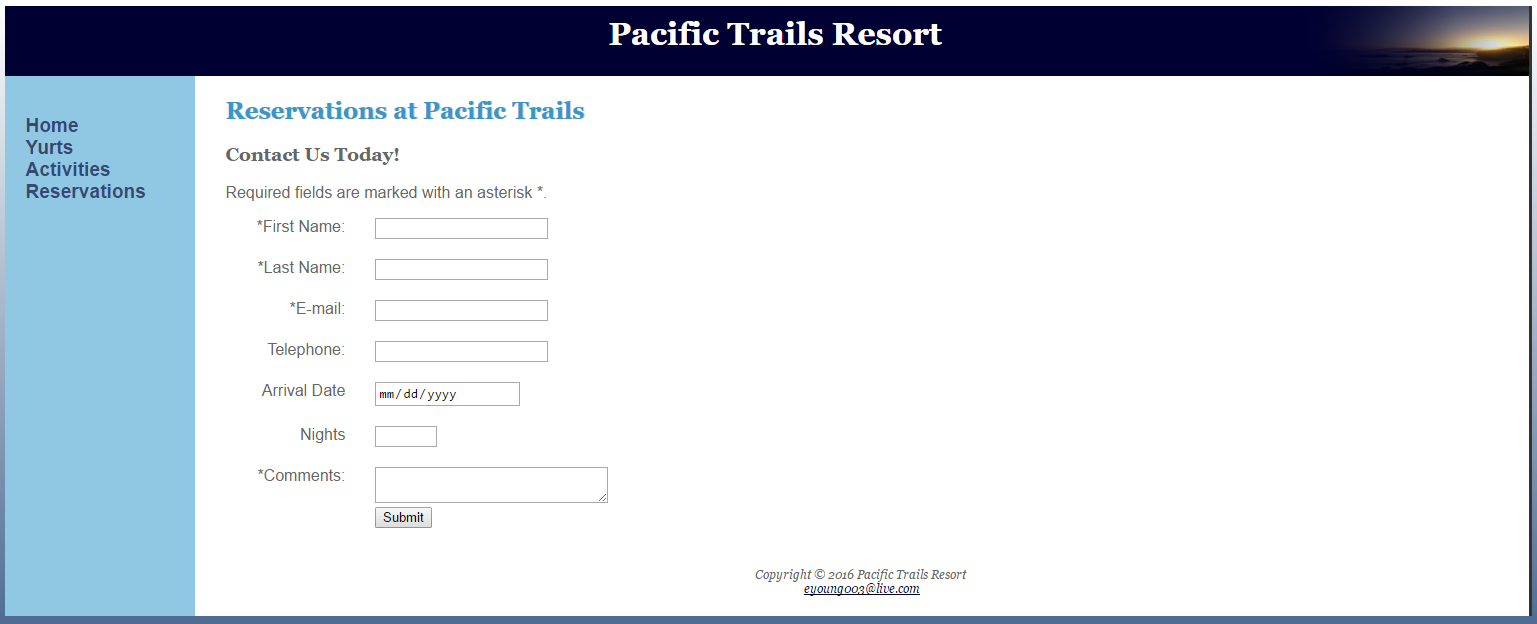 Pacific Trails Resort
Home
Yurts
Activities
Reservations
Reservations at Pacific Trails
Contact Us Today!
Required fields are marked with an asterisk *.
*First Name:
*Last Name:
*E-mail:
Telephone:
Arrival Date mm/dd/yyyy
Nights
*Comments:
Submit
Copyright © 2016 Pacific Trails Resort
eyoung003@live.com